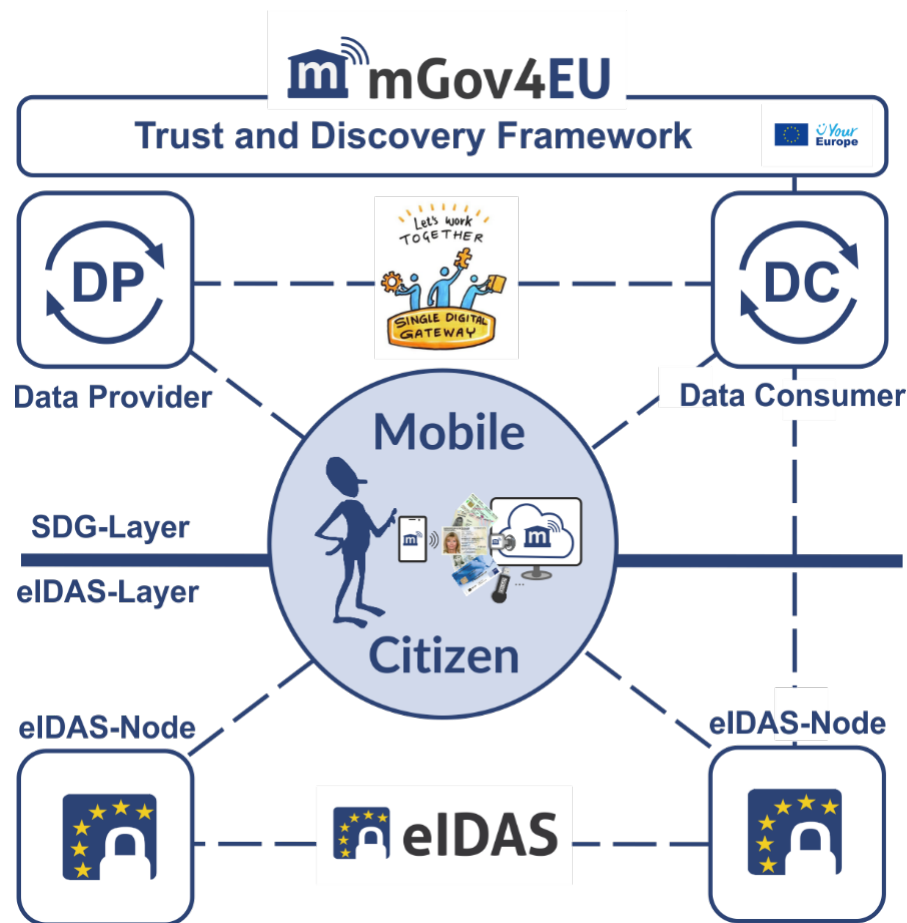 m mGov4EU
Trust and Discovery Framework
Your
Europe
DP
Let's work
TOGETHER
SINGLE DIGITAL
GATEWAY
DC
Data Provider
Data Consumer
Mobile
SDG-Layer
m
m
...
eIDAS-Layer
Citizen
eIDAS-Node
eIDAS-Node
eIDAS